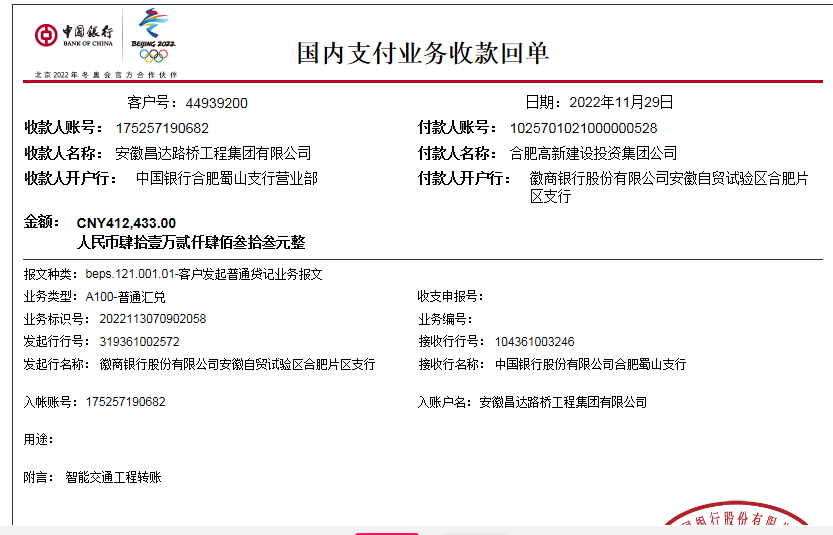 中国银行
BANK OF CHINA
BEIJING 2022
北京2022年冬奥会官方合作伙伴
国内支付业务收款回单
客户号：44939200
日期：2022年11月29日
收款人账号：175257190682
付款人账号：1025701021000000528
收款人名称：安徽昌达路桥工程集团有限公司
付款人名称：合肥高新建设投资集团公司
收款人开户行：中国银行合肥蜀山支行营业部
付款人开户行：徽商银行股份有限公司安徽自贸试验区合肥片
区支行
金额：CNY412,433.00
人民币肆拾壹万贰仟肆佰叁拾叁元整
报文种类：beps.121.001.01-客户发起普通贷记业务报文
业务类型：A100-普通汇兑
收支申报号：
业务标识号：2022113070902058
业务编号：
发起行行号：319361002572
接收行行号：104361003246
发起行名称：徽商银行股份有限公司安徽自贸试验区合肥片区支行
接收行名称：中国银行股份有限公司合肥蜀山支行
入帐账号：175257190682
入账户名：安徽昌达路桥工程集团有限公司
用途：
附言：智能交通工程转账
国银行股份有限公